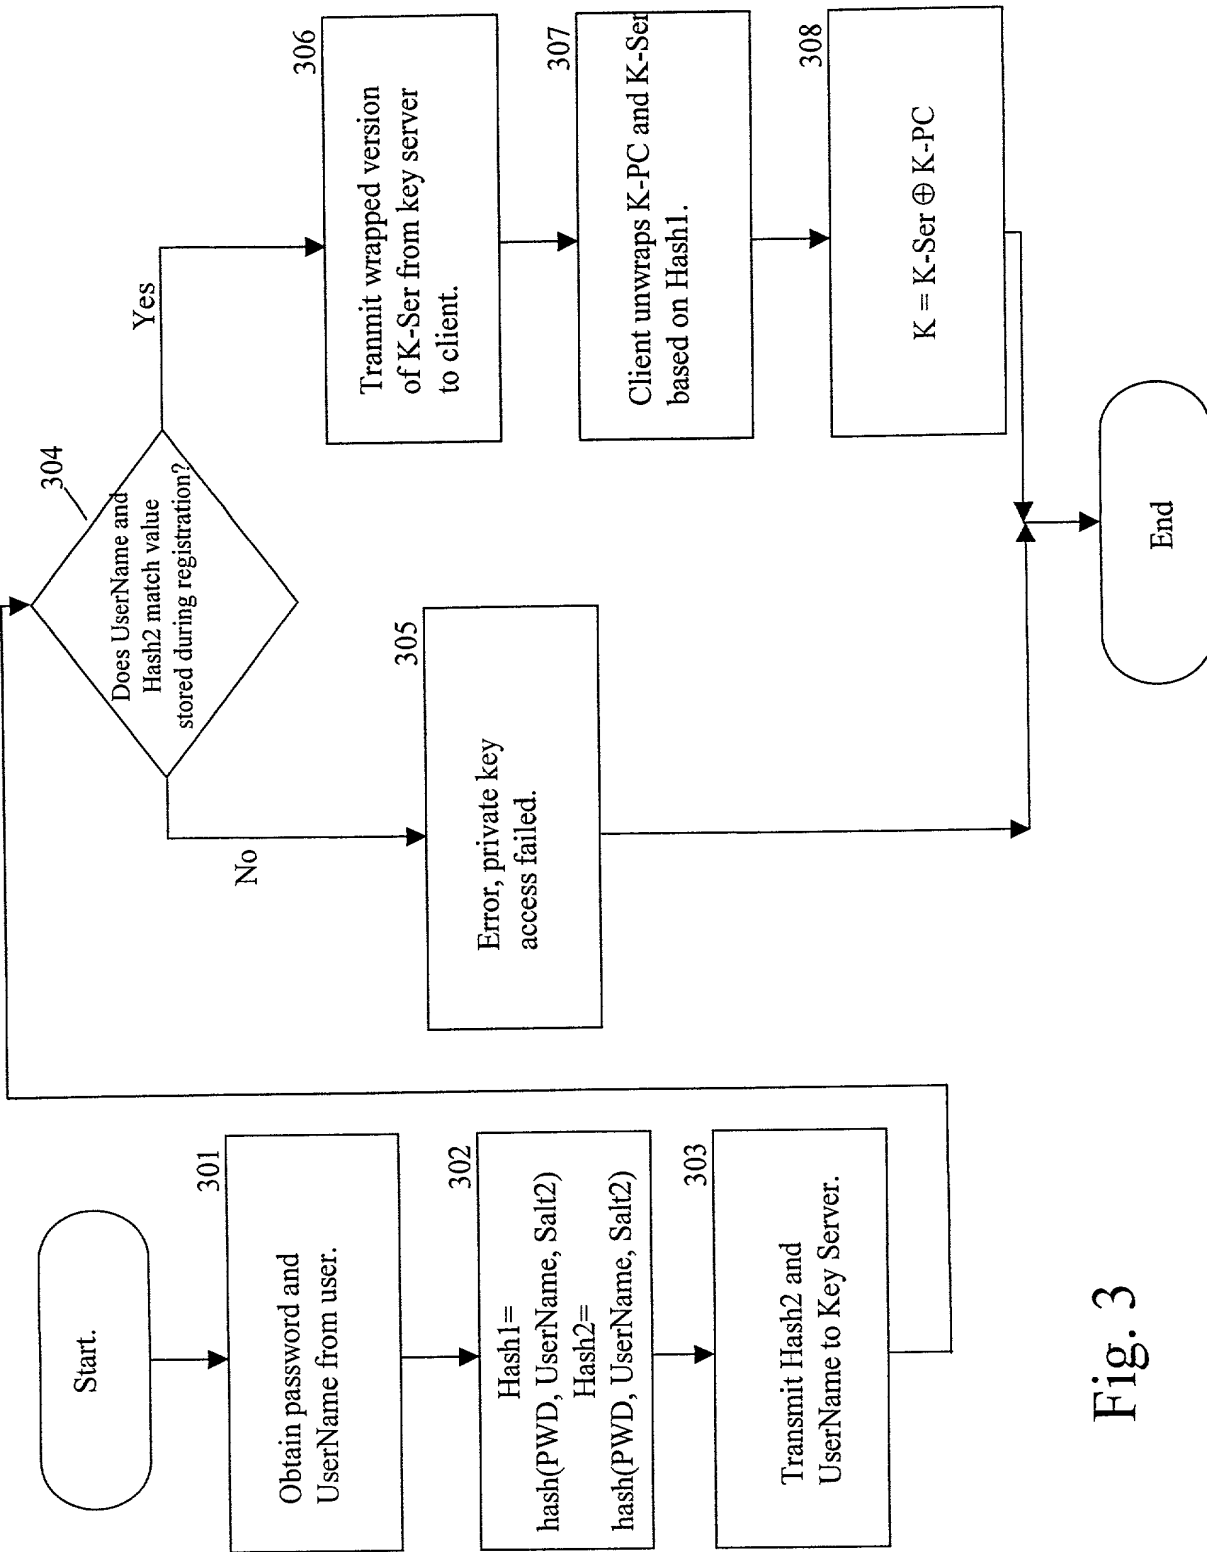 Start.
301
Obtain password and
UserName from user.
302
Hash1=
hash(PWD, UserName, Salt2)
Hash2=
hash(PWD, UserName, Salt2)
303
Transmit Hash2 and
UserName to Key Server.
304
Does UserName and
Hash2 match value
stored during registration?
No
Yes
305
Error, private key
access failed.
306
Tranmit wrapped version
of K-Ser from key server
to client.
307
Client unwraps K-PC and K-Ser
based on Hash1.
308
K = K-Ser ⊕ K-PC
End
Fig. 3